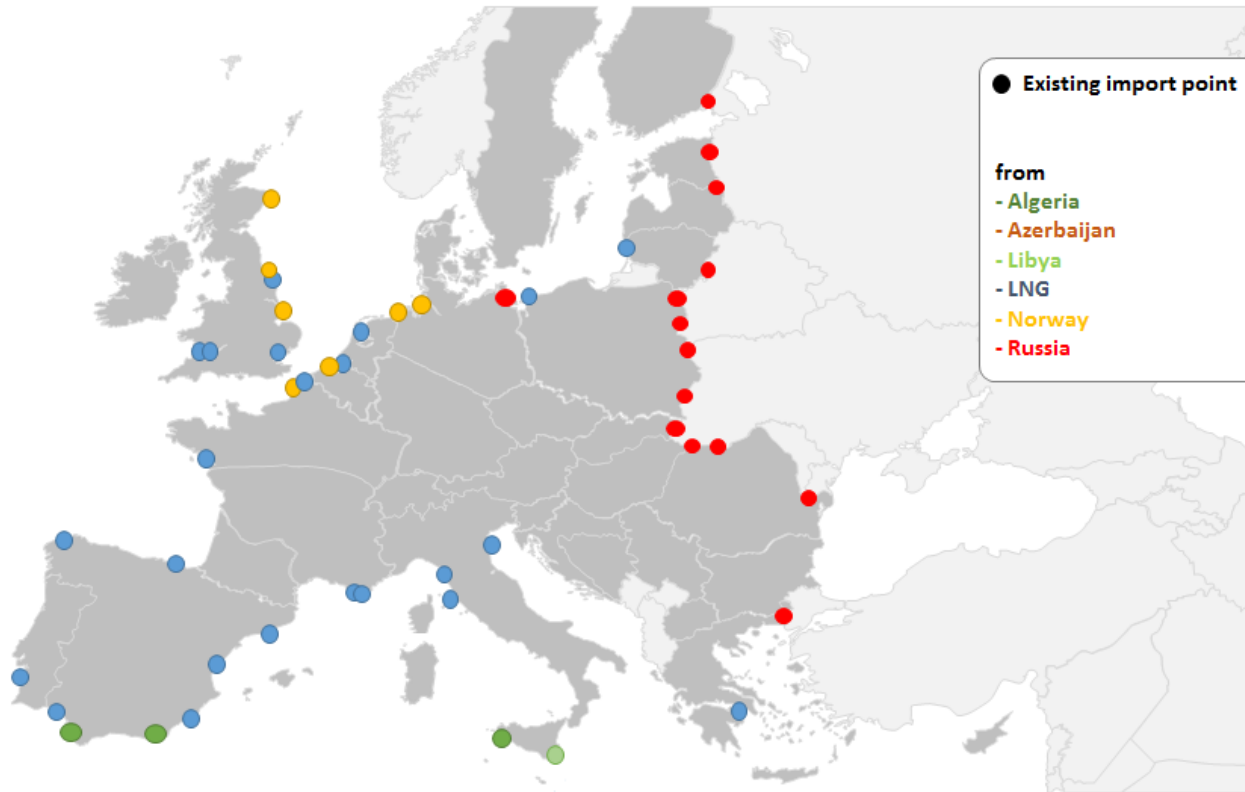 Existing import point
from
- Algeria
- Azerbaijan
- Libya
- LNG
- Norway
- Russia